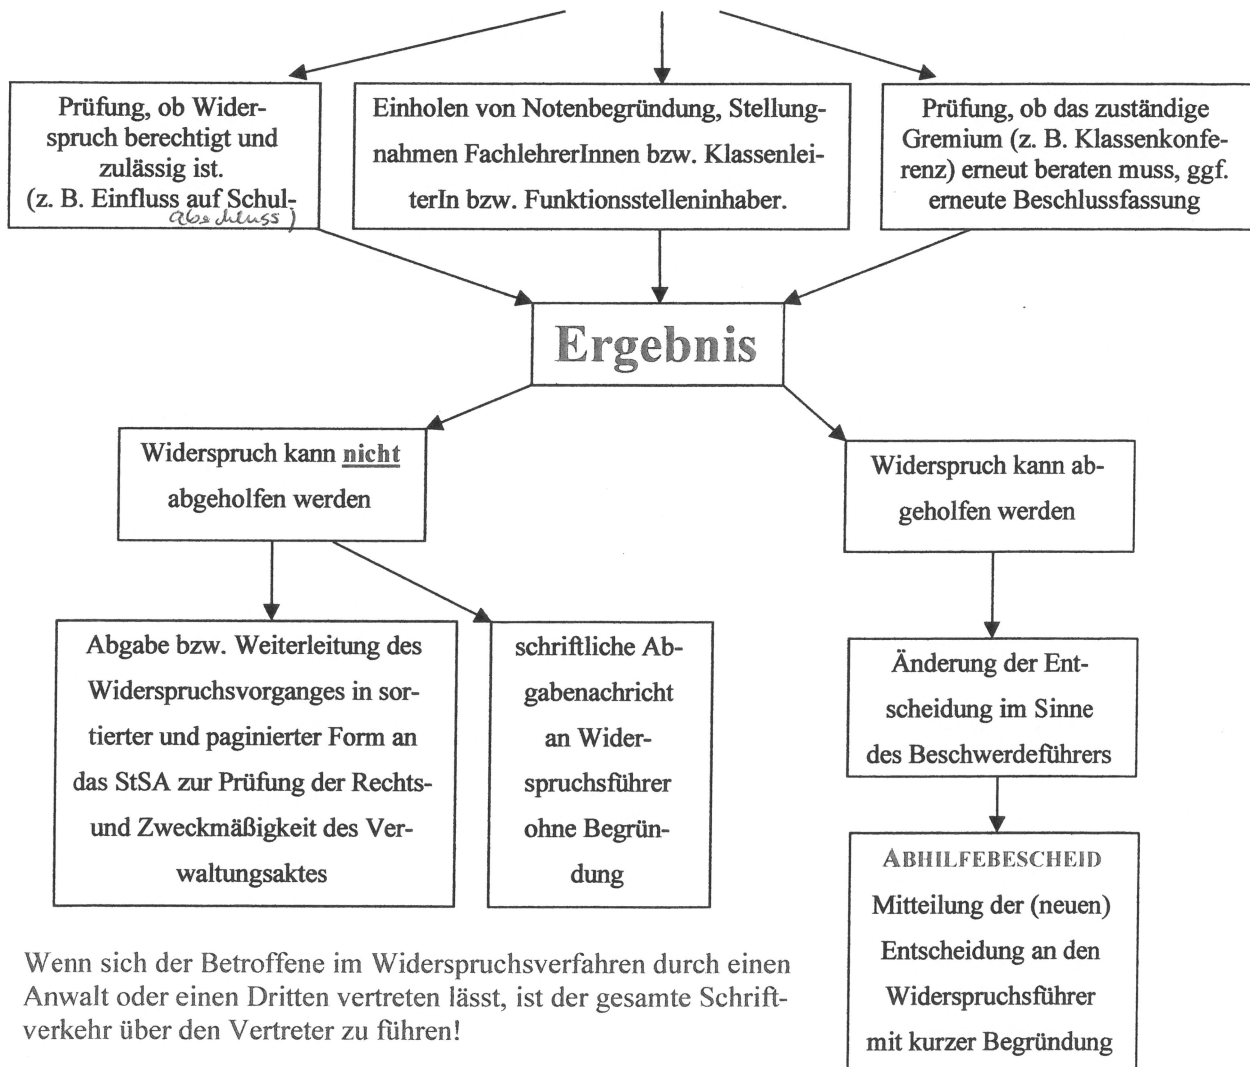 Prüfung, ob Wider-
spruch berechtigt und
zulässig ist.
(z. B. Einfluss auf Schul-
abschluss)
Einholen von Notenbegründung, Stellung-
nahmen FachlehrerInnen bzw. Klassenlei-
terIn bzw. Funktionsstelleninhaber.
Prüfung, ob das zuständige
Gremium (z. B. Klassenkonfe-
renz) erneut beraten muss, ggf.
erneute Beschlussfassung
Ergebnis
Widerspruch kann nicht
abgeholfen werden
Widerspruch kann ab-
geholfen werden
Abgabe bzw. Weiterleitung des
Widerspruchsvorganges in sor-
tierter und paginierter Form an
das StSA zur Prüfung der Rechts-
und Zweckmäßigkeit des Ver-
waltungsaktes
schriftliche Ab-
gabenachricht
an Wider-
spruchsführer
ohne Begrün-
dung
Änderung der Ent-
scheidung im Sinne
des Beschwerdeführers
ABHILFEBESCHEID
Mitteilung der (neuen)
Entscheidung an den
Widerspruchsführer
mit kurzer Begründung
Wenn sich der Betroffene im Widerspruchsverfahren durch einen
Anwalt oder einen Dritten vertreten lässt, ist der gesamte Schrift-
verkehr über den Vertreter zu führen!